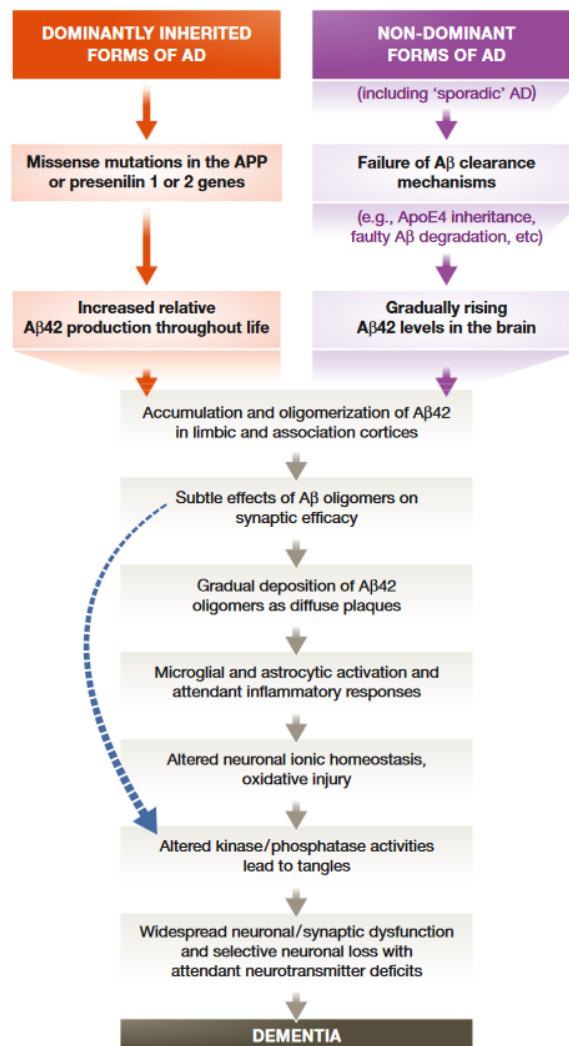 DOMINANTLY INHERITED
FORMS OF AD
NON-DOMINANT
FORMS OF AD
(including ‘sporadic’ AD)
Missense mutations in the APP
or presenilin 1 or 2 genes
Failure of Aβ clearance
mechanisms
(e.g., ApoE4 inheritance,
faulty Aβ degradation, etc)
Increased relative
Aβ42 production throughout life
Gradually rising
Aβ42 levels in the brain
Accumulation and oligomerization of Aβ42
in limbic and association cortices
Subtle effects of Aβ oligomers on
synaptic efficacy
Gradual deposition of Aβ42
oligomers as diffuse plaques
Microglial and astrocytic activation and
attendant inflammatory responses
Altered neuronal ionic homeostasis,
oxidative injury
Altered kinase/phosphatase activities
lead to tangles
Widespread neuronal/synaptic dysfunction
and selective neuronal loss with
attendant neurotransmitter deficits
DEMENTIA